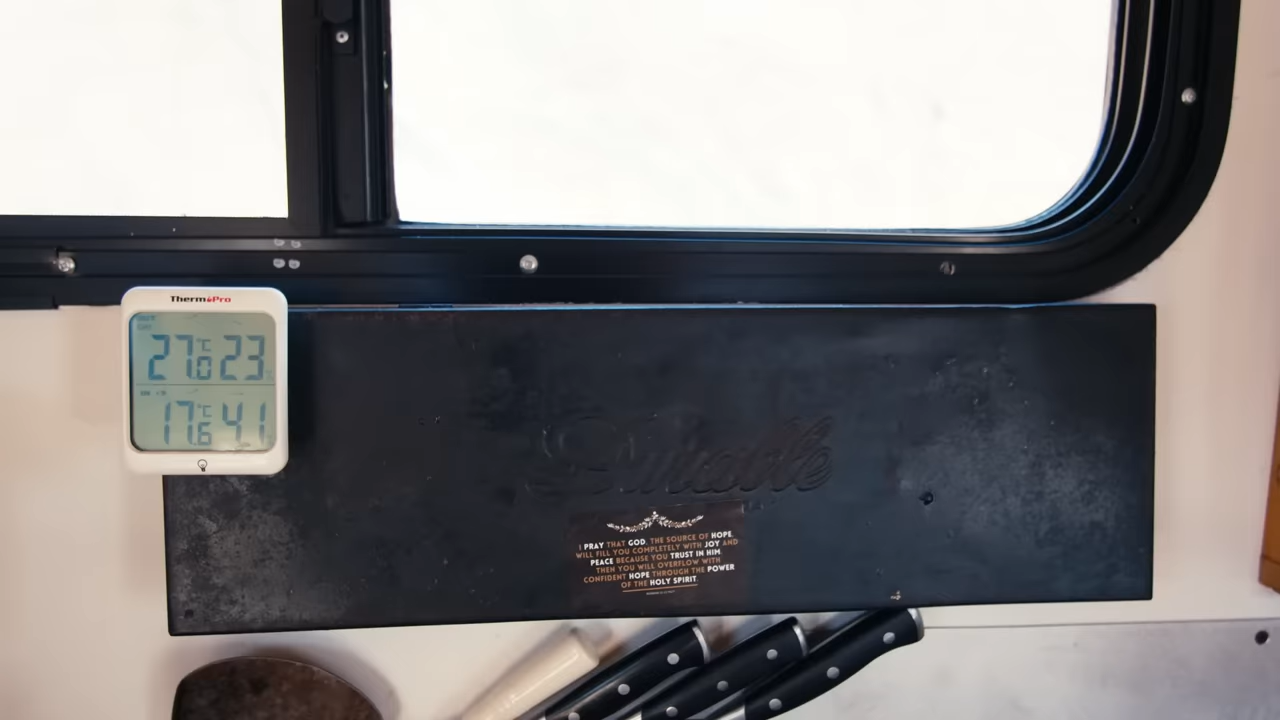 ThermoPro
27.0 °C 23
17.6 °C 41
I PRAY THAT GOD, THE SOURCE OF HOPE,
WILL FILL YOU COMPLETELY WITH JOY AND
PEACE BECAUSE YOU TRUST IN HIM.
THEN YOU WILL OVERFLOW WITH
CONFIDENT HOPE THROUGH THE POWER
OF THE HOLY SPIRIT.